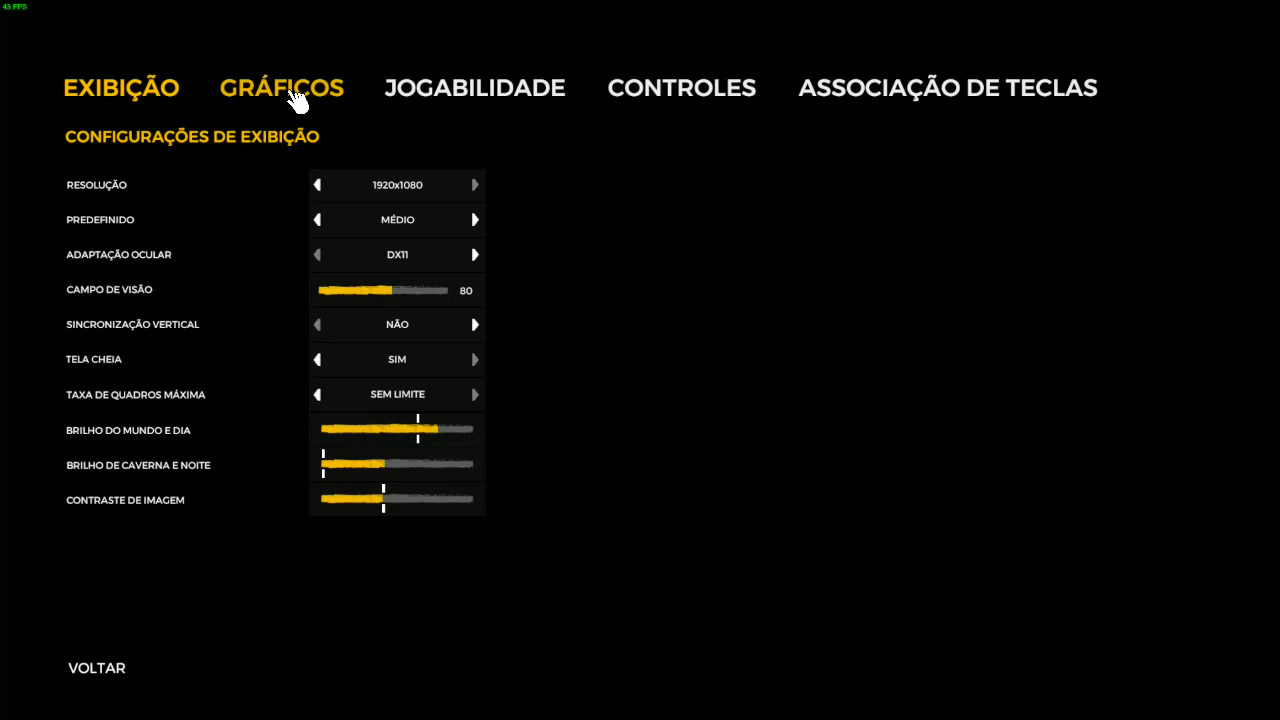 43 FPS
EXIBIÇÃO GRÁFICOS JOGABILIDADE CONTROLES ASSOCIAÇÃO DE TECLAS
CONFIGURAÇÕES DE EXIBIÇÃO
RESOLUÇÃO 1920x1080
PREDEFINIDO MÉDIO
ADAPTAÇÃO OCULAR DX11
CAMPO DE VISÃO 80
SINCRONIZAÇÃO VERTICAL NÃO
TELA CHEIA SIM
TAXA DE QUADROS MÁXIMA SEM LIMITE
BRILHO DO MUNDO E DIA
BRILHO DE CAVERNA E NOITE
CONTRASTE DE IMAGEM
VOLTAR